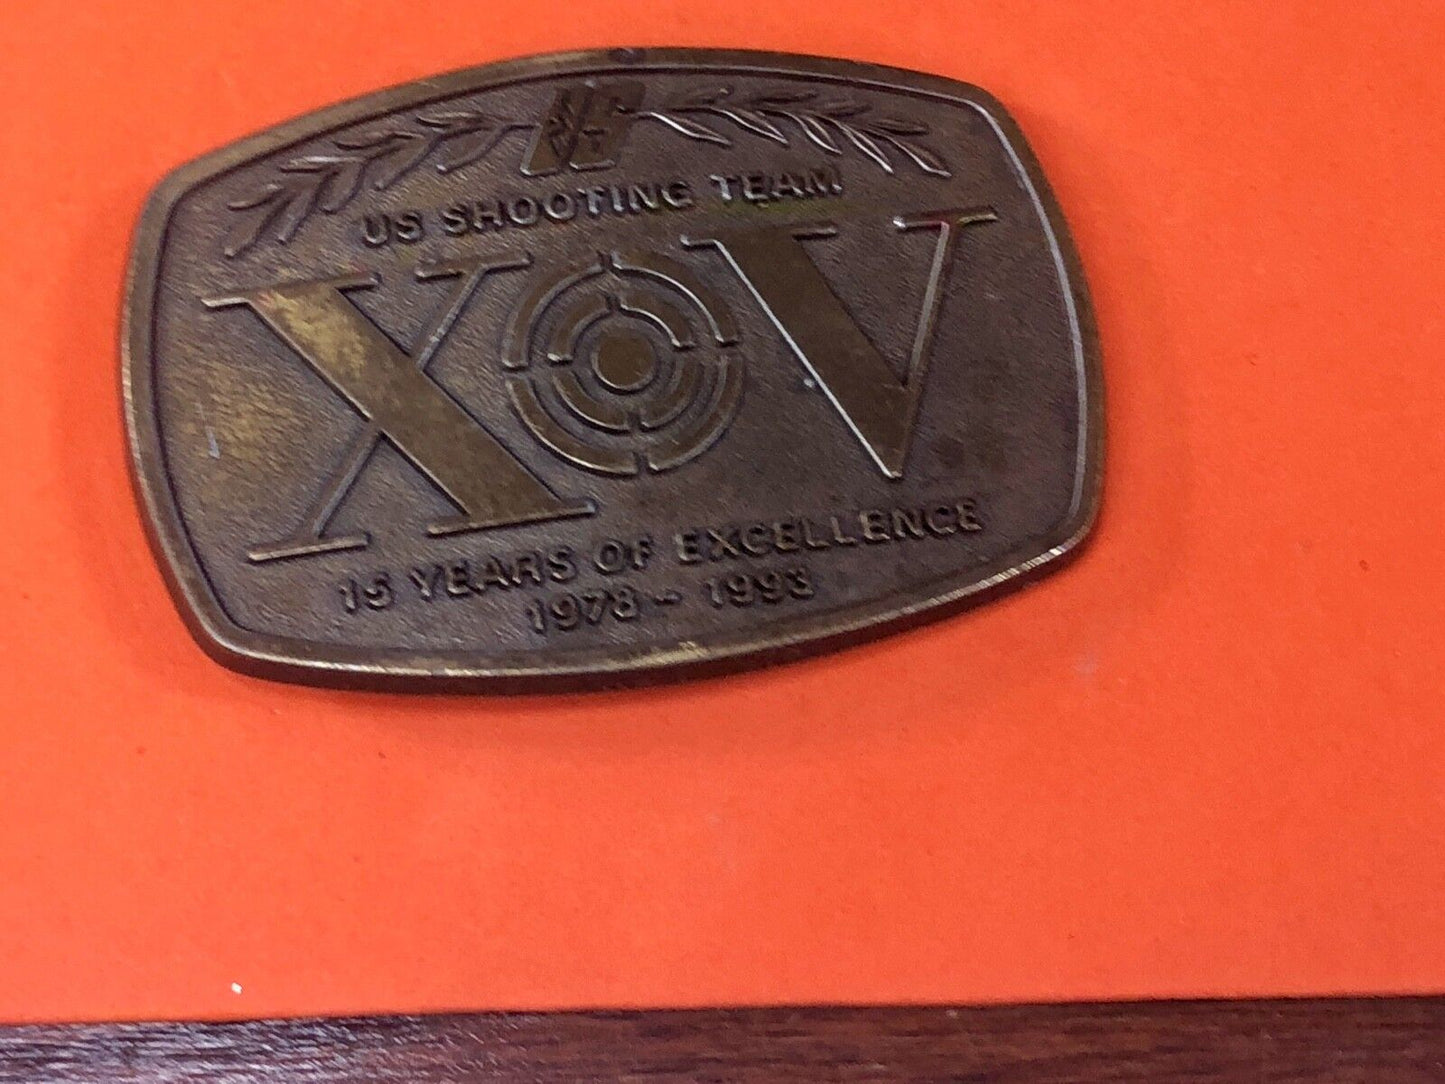 US SHOOTING TEAM
XV
15 YEARS OF EXCELLENCE
1978 - 1993